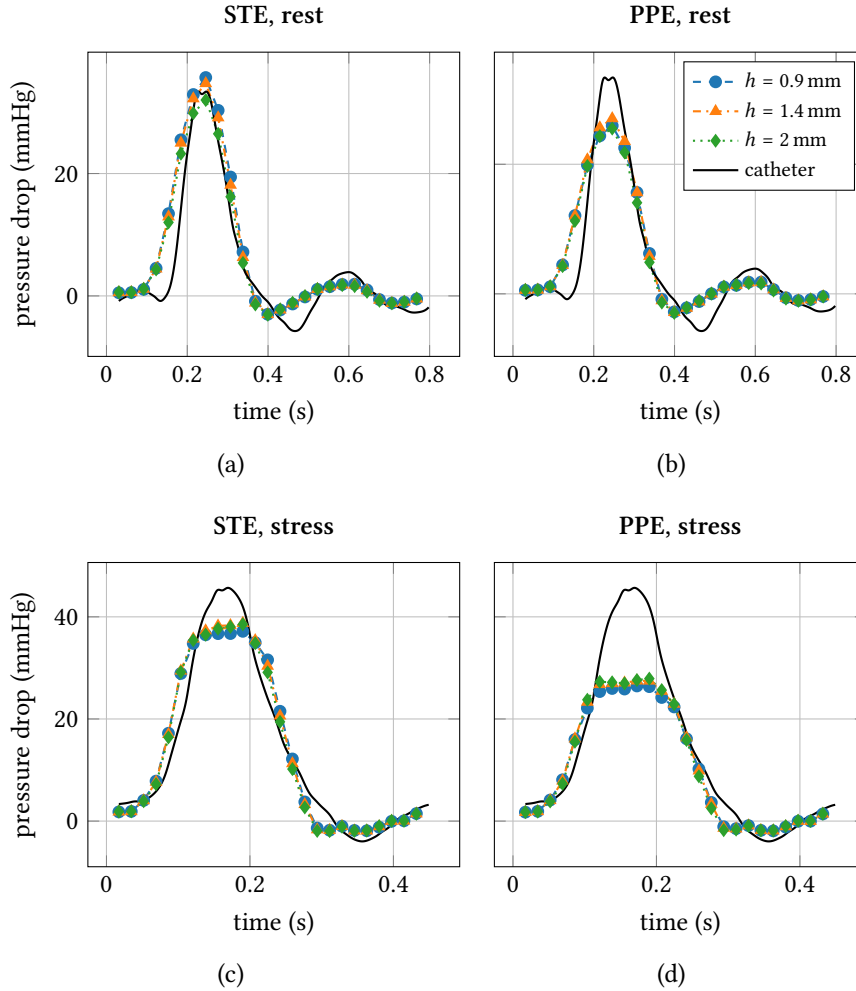 STE, rest
PPE, rest
pressure drop (mmHg)
20
0
0
0.2
0.4
0.6
0.8
time (s)
(a)
h = 0.9 mm
h = 1.4 mm
h = 2 mm
catheter
0
0.2
0.4
0.6
0.8
time (s)
(b)
STE, stress
PPE, stress
pressure drop (mmHg)
40
20
0
0
0.2
0.4
time (s)
(c)
0
0.2
0.4
time (s)
(d)